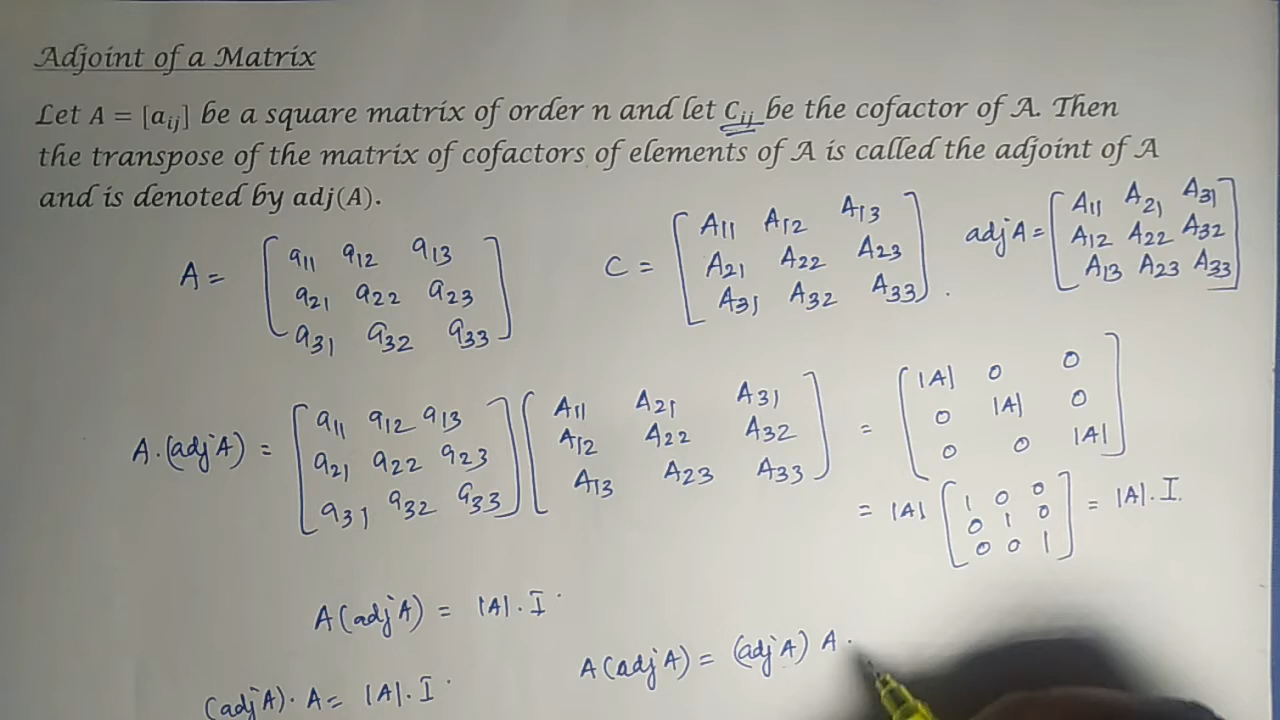 Adjoint of a Matrix
Let A = [aᵢⱼ] be a square matrix of order n and let Cᵢⱼ be the cofactor of A. Then
the transpose of the matrix of cofactors of elements of A is called the adjoint of A
and is denoted by adj(A).
A = [a11 a12 a13
a21 a22 a23
a31 a32 a33]
C = [A11 A12 A13
A21 A22 A23
A31 A32 A33].
adj A = [A11 A21 A31
A12 A22 A32
A13 A23 A33]
A.(adj A) = [a11 a12 a13
a21 a22 a23
a31 a32 a33]
[A11 A21 A31
A12 A22 A32
A13 A23 A33]
= [|A| 0 0
0 |A| 0
0 0 |A|]
= |A| [1 0 0
0 1 0
0 0 1] = |A|.I.
A(adj A) = |A|.I.
(adj A).A = |A|.I.
A(adj A) = (adj A) A.